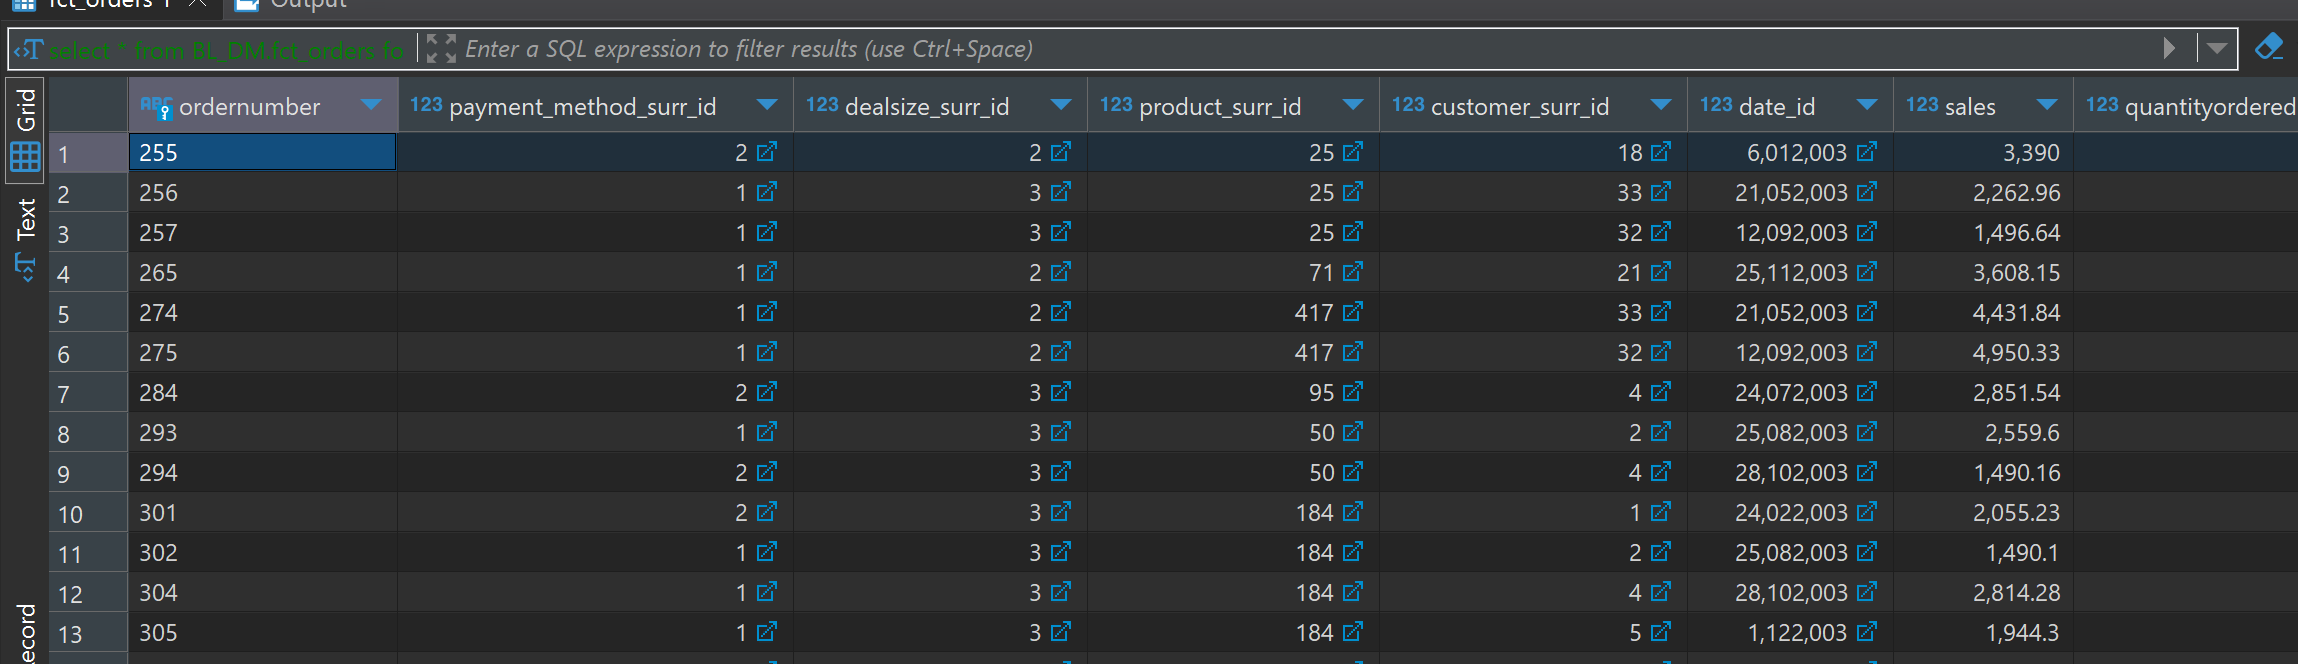 fct_orders 1 Output
select * from BL_DM.fct_orders fo Enter a SQL expression to filter results (use Ctrl+Space)
Grid
Text
Record
ABC ordernumber 123 payment_method_surr_id 123 dealsize_surr_id 123 product_surr_id 123 customer_surr_id 123 date_id 123 sales 123 quantityordered
1 255 2 2 25 18 6,012,003 3,390
2 256 1 3 25 33 21,052,003 2,262.96
3 257 1 3 25 32 12,092,003 1,496.64
4 265 1 2 71 21 25,112,003 3,608.15
5 274 1 2 417 33 21,052,003 4,431.84
6 275 1 2 417 32 12,092,003 4,950.33
7 284 2 3 95 4 24,072,003 2,851.54
8 293 1 3 50 2 25,082,003 2,559.6
9 294 2 3 50 4 28,102,003 1,490.16
10 301 2 3 184 1 24,022,003 2,055.23
11 302 1 3 184 2 25,082,003 1,490.1
12 304 1 3 184 4 28,102,003 2,814.28
13 305 1 3 184 5 1,122,003 1,944.3